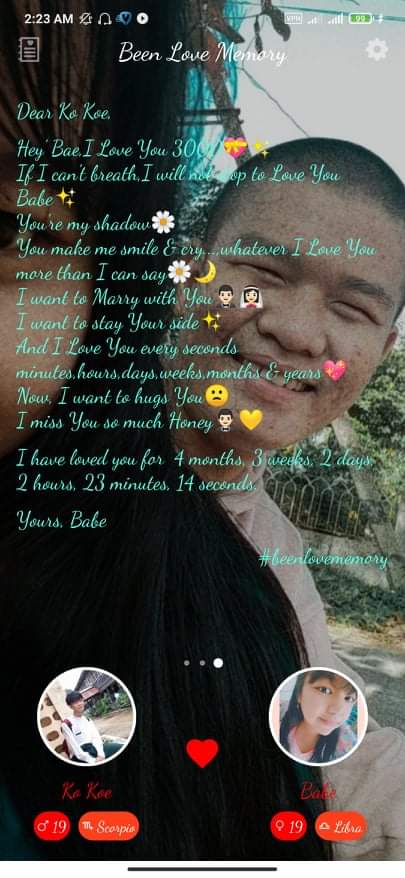 2:23 AM
VPN
99
Been Love Memory
Dear Ko Koe,
Hey' Bae,I Love You 300 💝✨
If I can't breath,I will not stop to Love You
Babe✨
You're my shadow🌼
You make me smile & cry....whatever I Love You
more than I can say🌼🌙
I want to Marry with You🤵🏻👰🏻
I want to stay Your side✨
And I Love You every seconds
minutes,hours,days,weeks,months & years💖
Now, I want to hugs You🙁
I miss You so much Honey🤵🏻💛
I have loved you for 4 months, 3 weeks, 2 days,
2 hours, 23 minutes, 14 seconds.
Yours, Babe
#beenlovememory
Ko Koe
Babe
♂ 19
♏ Scorpio
♀ 19
♎ Libra